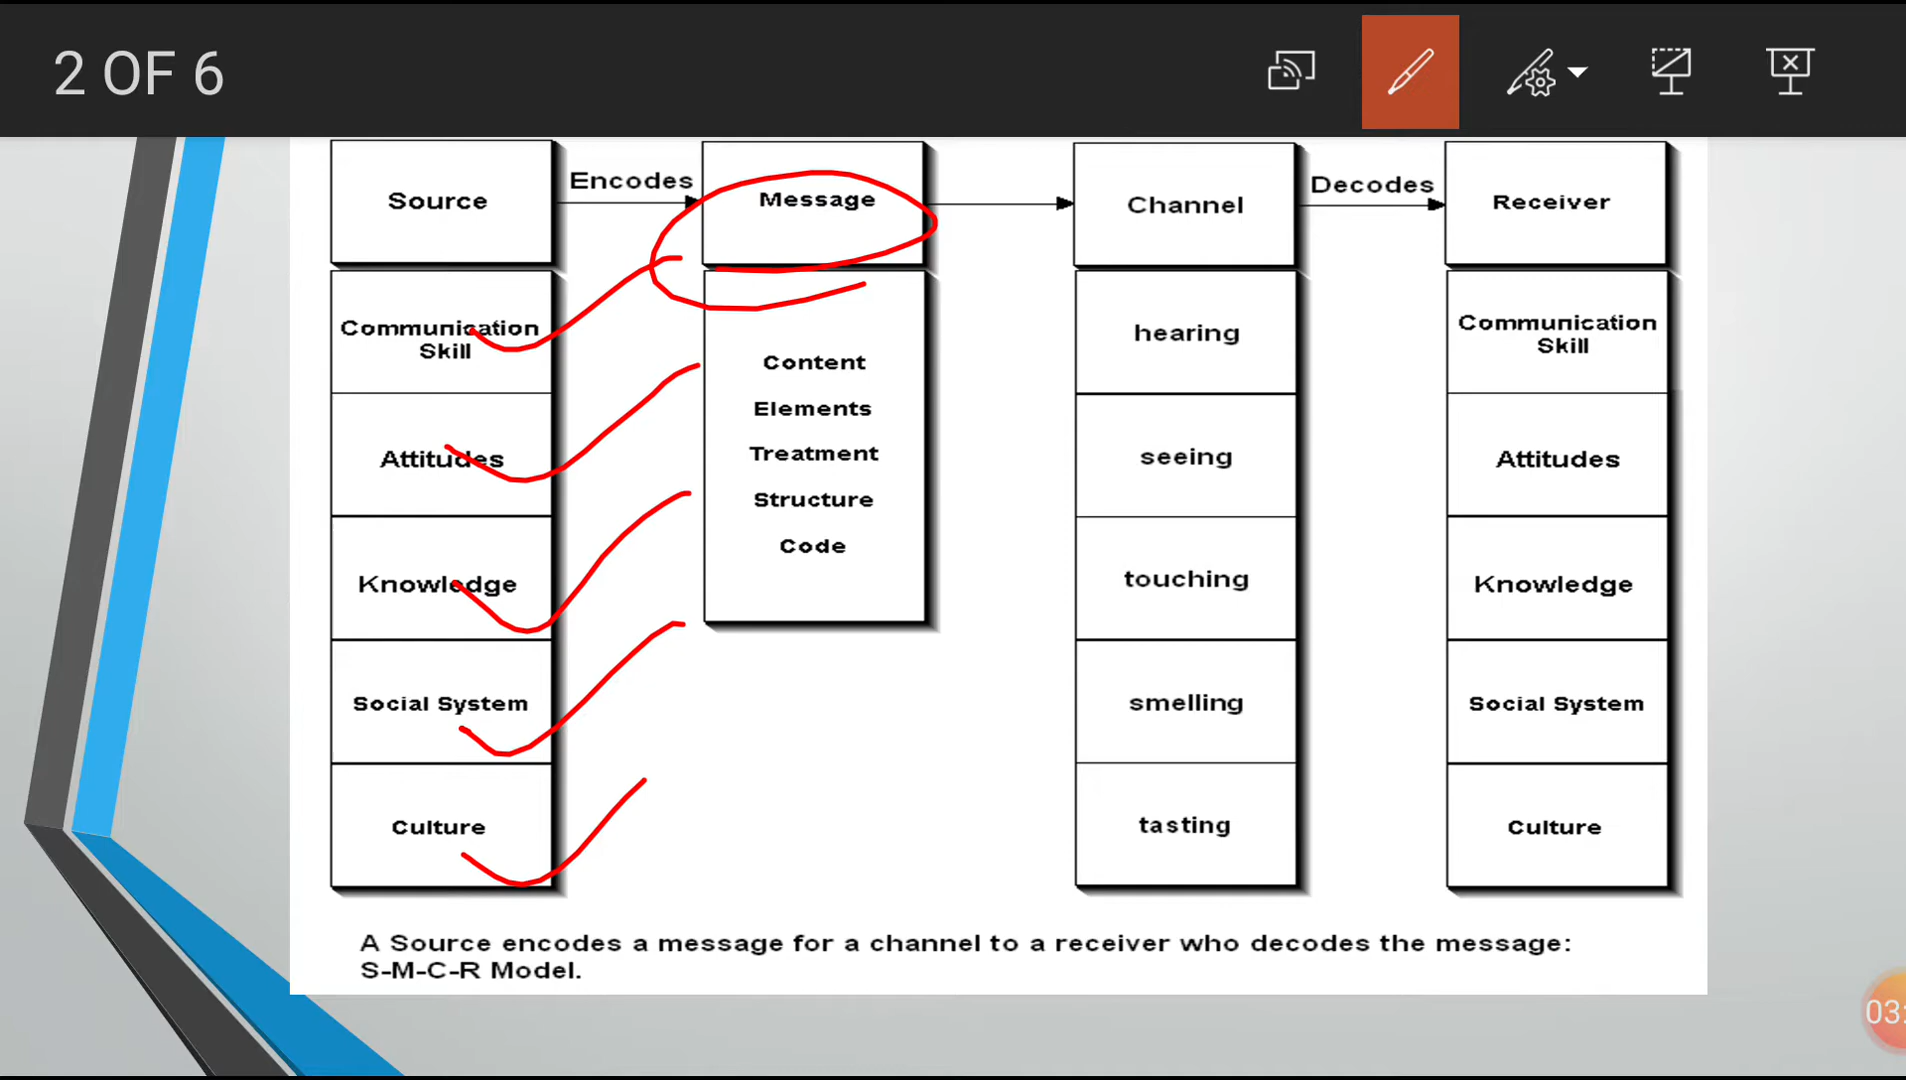 2 OF 6
Source
Encodes
Message
Channel
Decodes
Receiver
Communication
Skill
Attitudes
Knowledge
Social System
Culture
Content
Elements
Treatment
Structure
Code
hearing
seeing
touching
smelling
tasting
Communication
Skill
Attitudes
Knowledge
Social System
Culture
A Source encodes a message for a channel to a receiver who decodes the message:
S-M-C-R Model.
03: